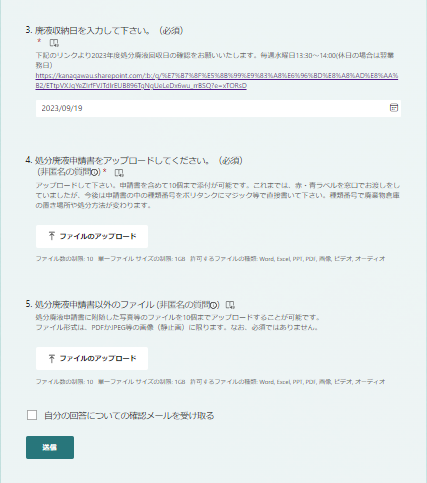 3. 廃液収納日を入力して下さい。（必須）
*
下記のリンクより2023年度処分廃液回収日の確認をお願いいたします。毎週水曜日13:30～14:00(休日の場合は翌業
務日)
https://kanagawau.sharepoint.com/:b:/g/%E7%B7%8F%E5%8B%99%E9%83%A8%E6%96%BD%E8%A8%AD%E8%AA%
2023/09/19
4. 処分廃液申請書をアップロードしてください。（必須）
(非匿名の質問) *
アップロードして下さい。申請書を含めて10個まで添付が可能です。これまでは、赤・青ラベルを窓口でお渡しをし
ていましたが、今後は申請書の中の種類番号をポリタンクにマジック等で直接書いて下さい。種類番号で廃棄物倉庫
の置き場所や処分方法が変わります。
ファイルのアップロード
ファイル数の制限: 10 単一ファイル サイズの制限: 1GB 許可するファイルの種類: Word, Excel, PPT, PDF, 画像, ビデオ, オーディオ
5. 処分廃液申請書以外のファイル (非匿名の質問)
処分廃液申請書に附防した写真等のファイルを10個までアップロードすることが可能です。
ファイル形式は、PDFかJPEG等の画像（静止画）に限ります。なお、必須ではありません。
ファイルのアップロード
ファイル数の制限: 10 単一ファイル サイズの制限: 1GB 許可するファイルの種類: Word, Excel, PPT, PDF, 画像, ビデオ, オーディオ
自分の回答についての確認メールを受け取る
送信